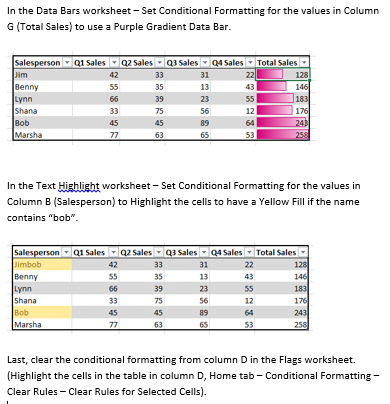 In the Data Bars worksheet – Set Conditional Formatting for the values in Column
G (Total Sales) to use a Purple Gradient Data Bar.
Salesperson Q1 Sales Q2 Sales Q3 Sales Q4 Sales Total Sales
Jim 42 33 31 22 128
Benny 55 35 13 43 146
Lynn 66 39 23 55 183
Shana 33 75 56 12 176
Bob 45 45 89 64 243
Marsha 77 63 65 53 258
In the Text Highlight worksheet – Set Conditional Formatting for the values in
Column B (Salesperson) to Highlight the cells to have a Yellow Fill if the name
contains “bob”.
Salesperson Q1 Sales Q2 Sales Q3 Sales Q4 Sales Total Sales
Jimbob 42 33 31 22 128
Benny 55 35 13 43 146
Lynn 66 39 23 55 183
Shana 33 75 56 12 176
Bob 45 45 89 64 243
Marsha 77 63 65 53 258
Last, clear the conditional formatting from column D in the Flags worksheet.
(Highlight the cells in the table in column D, Home tab – Conditional Formatting –
Clear Rules – Clear Rules for Selected Cells).